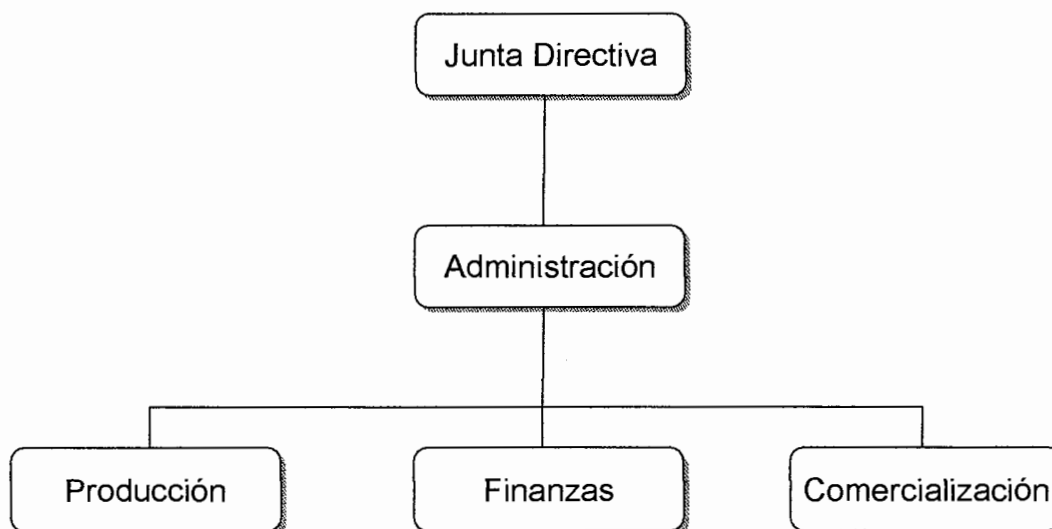 Junta Directiva
Administración
Producción
Finanzas
Comercialización